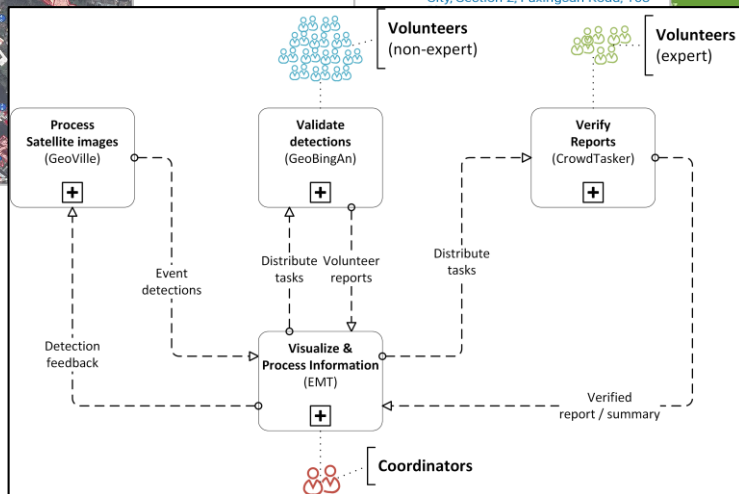 Volunteers
(non-expert)
Volunteers
(expert)
Process
Satellite images
(GeoVille)
Validate
detections
(GeoBingAn)
Verify
Reports
(CrowdTasker)
Event
detections
Distribute
tasks
Volunteer
reports
Distribute
tasks
Detection
feedback
Visualize &
Process Information
(EMT)
Verified
report / summary
Coordinators